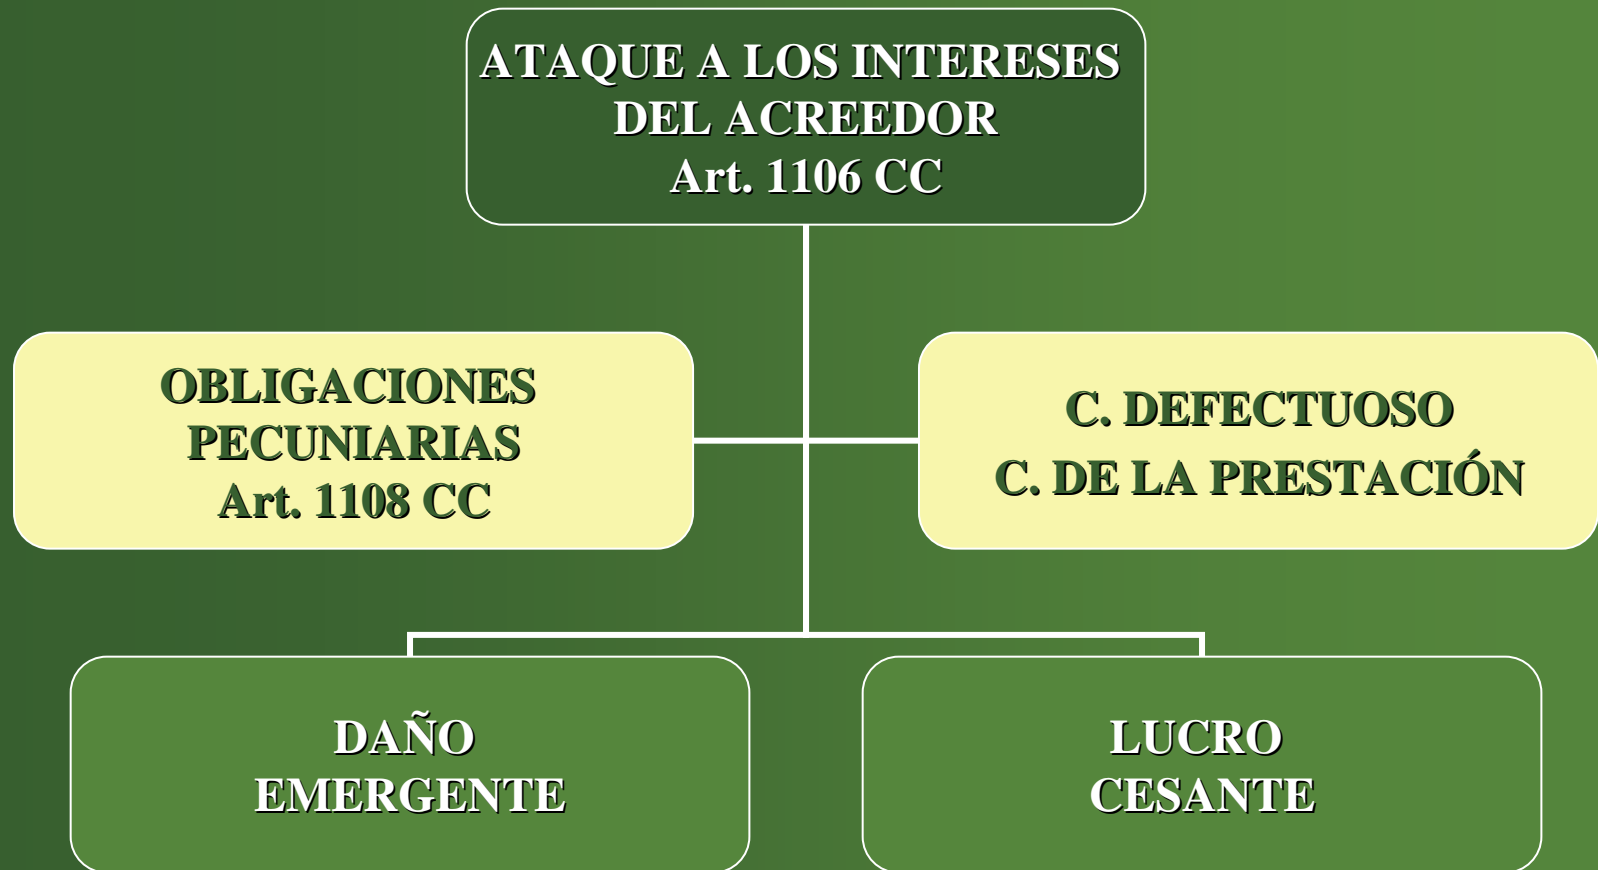 ATAQUE A LOS INTERESES
DEL ACREEDOR
Art. 1106 CC
OBLIGACIONES
PECUNIARIAS
Art. 1108 CC
C. DEFECTUOSO
C. DE LA PRESTACIÓN
DAÑO
EMERGENTE
LUCRO
CESANTE